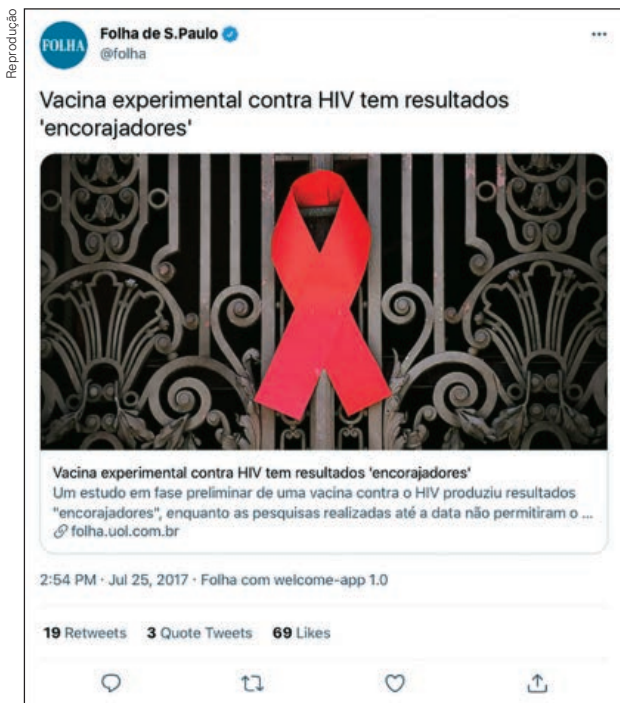 Reprodução
FOLHA
Folha de S.Paulo
@folha
Vacina experimental contra HIV tem resultados
'encorajadores'
Vacina experimental contra HIV tem resultados 'encorajadores'
Um estudo em fase preliminar de uma vacina contra o HIV produziu resultados
"encorajadores", enquanto as pesquisas realizadas até a data não permitiram o ...
folha.uol.com.br
2:54 PM · Jul 25, 2017 · Folha com welcome-app 1.0
19 Retweets 3 Quote Tweets 69 Likes